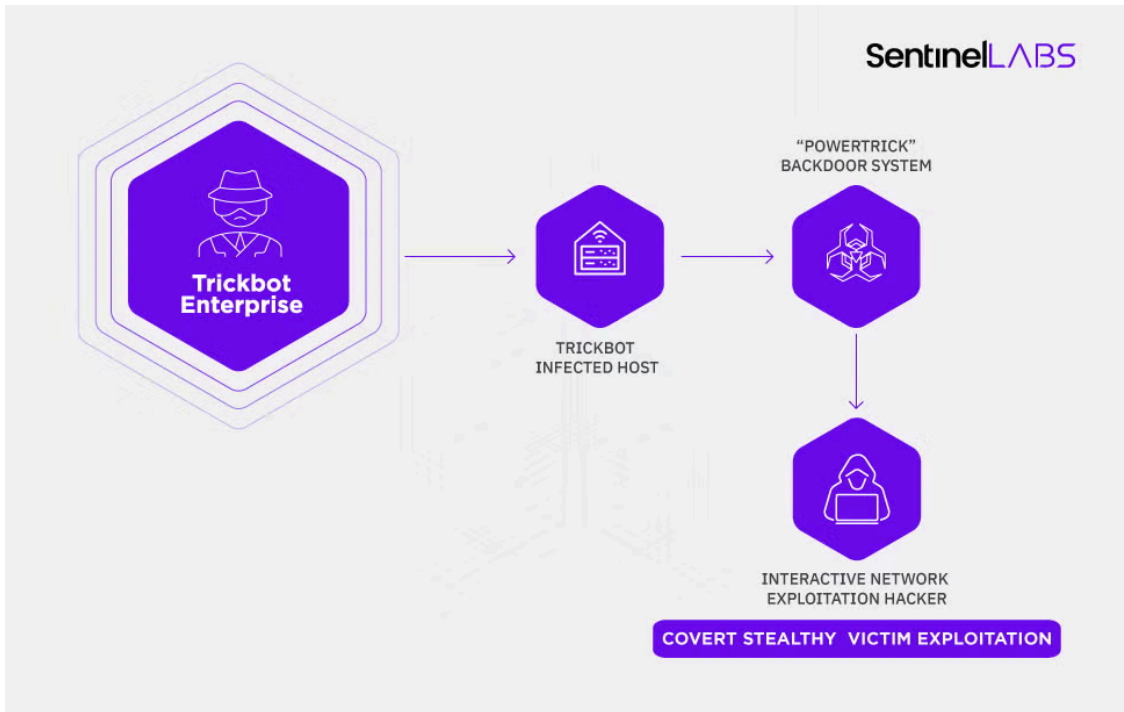 SentinelLABS
"POWERTRICK"
BACKDOOR SYSTEM
Trickbot
Enterprise
TRICKBOT
INFECTED HOST
INTERACTIVE NETWORK
EXPLOITATION HACKER
COVERT STEALTHY VICTIM EXPLOITATION